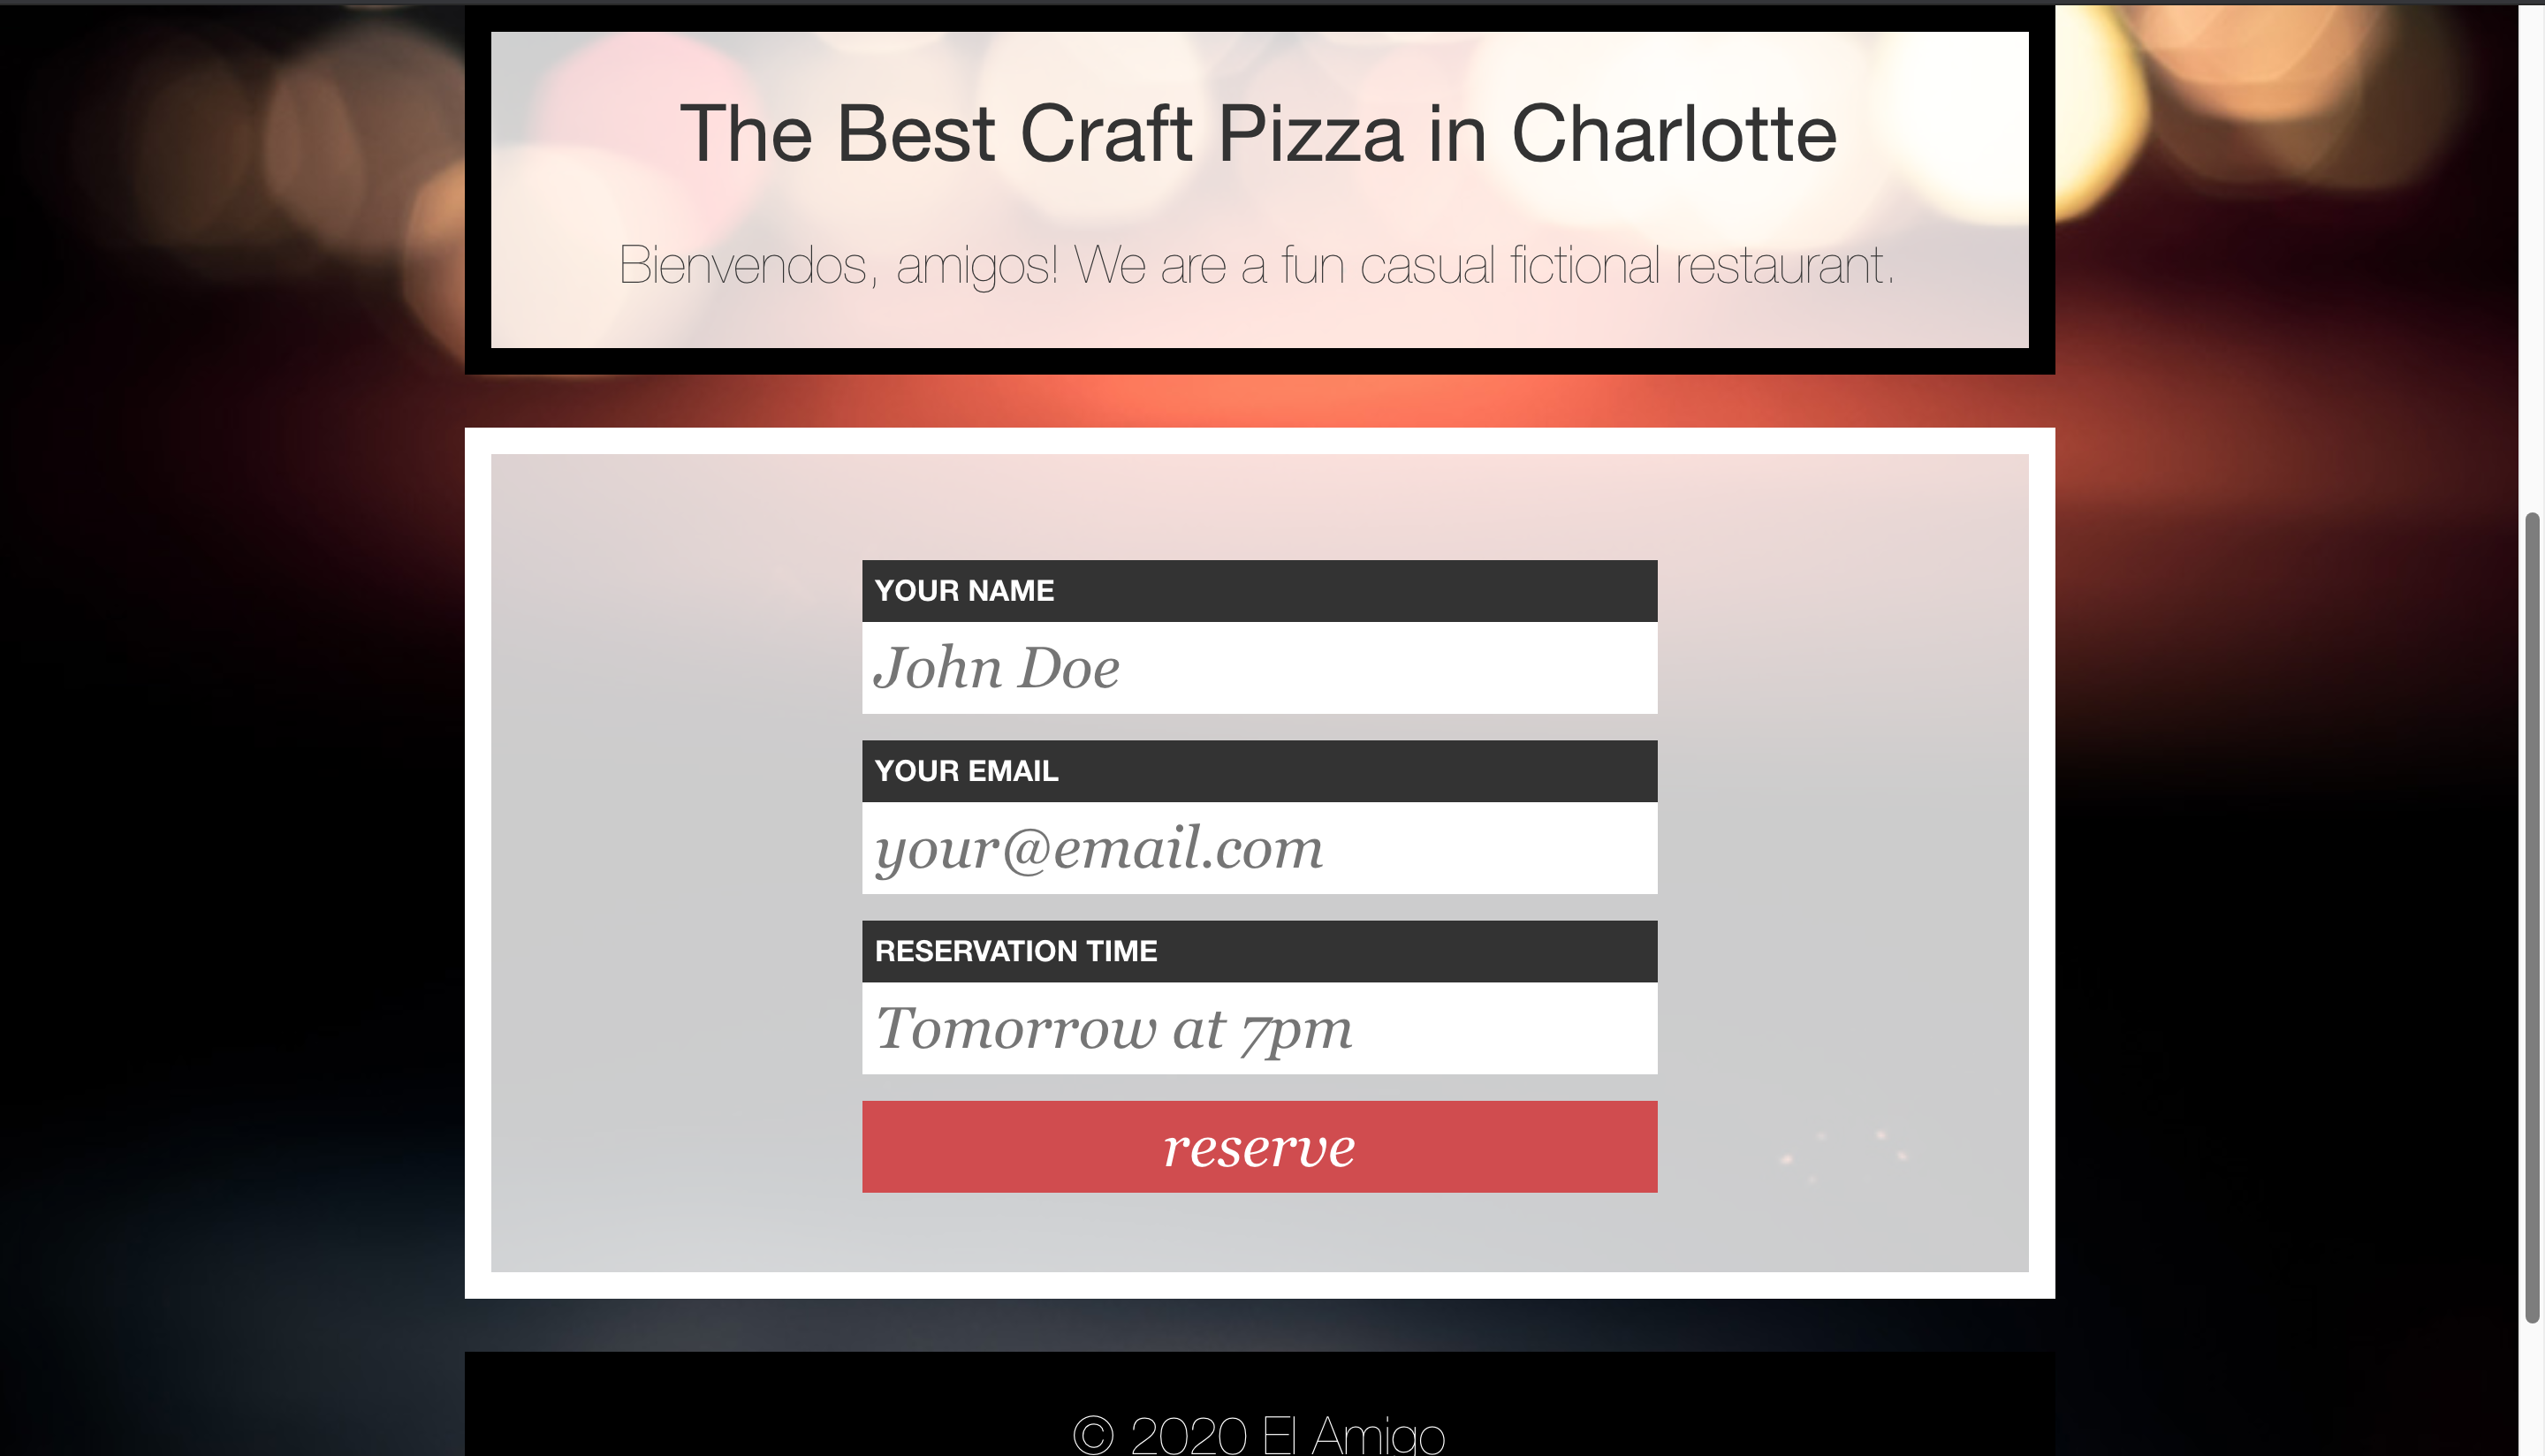 The Best Craft Pizza in Charlotte
Bienvendos, amigos! We are a fun casual fictional restaurant.
YOUR NAME
John Doe
YOUR EMAIL
your@email.com
RESERVATION TIME
Tomorrow at 7pm
reserve
© 2020 El Amigo